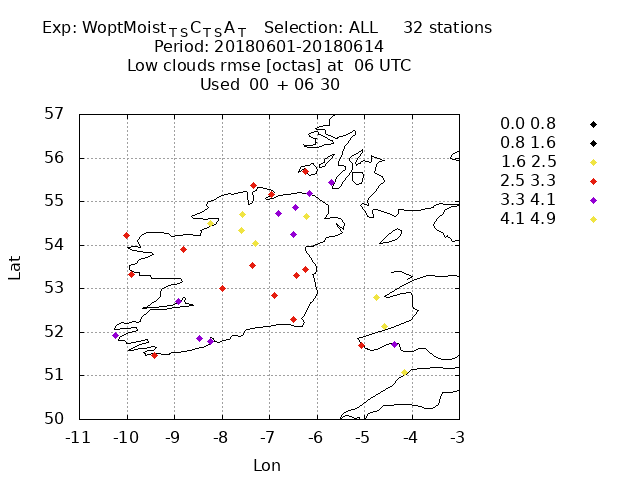 Exp: WoptMoist_T_S C_T_S A_T   Selection: ALL     32 stations
Period: 20180601-20180614
Low clouds rmse [octas] at  06 UTC
Used  00 + 06 30
57
56
55
54
53
52
51
50
-11 -10 -9 -8 -7 -6 -5 -4 -3
Lat
Lon
0.0 0.8
0.8 1.6
1.6 2.5
2.5 3.3
3.3 4.1
4.1 4.9